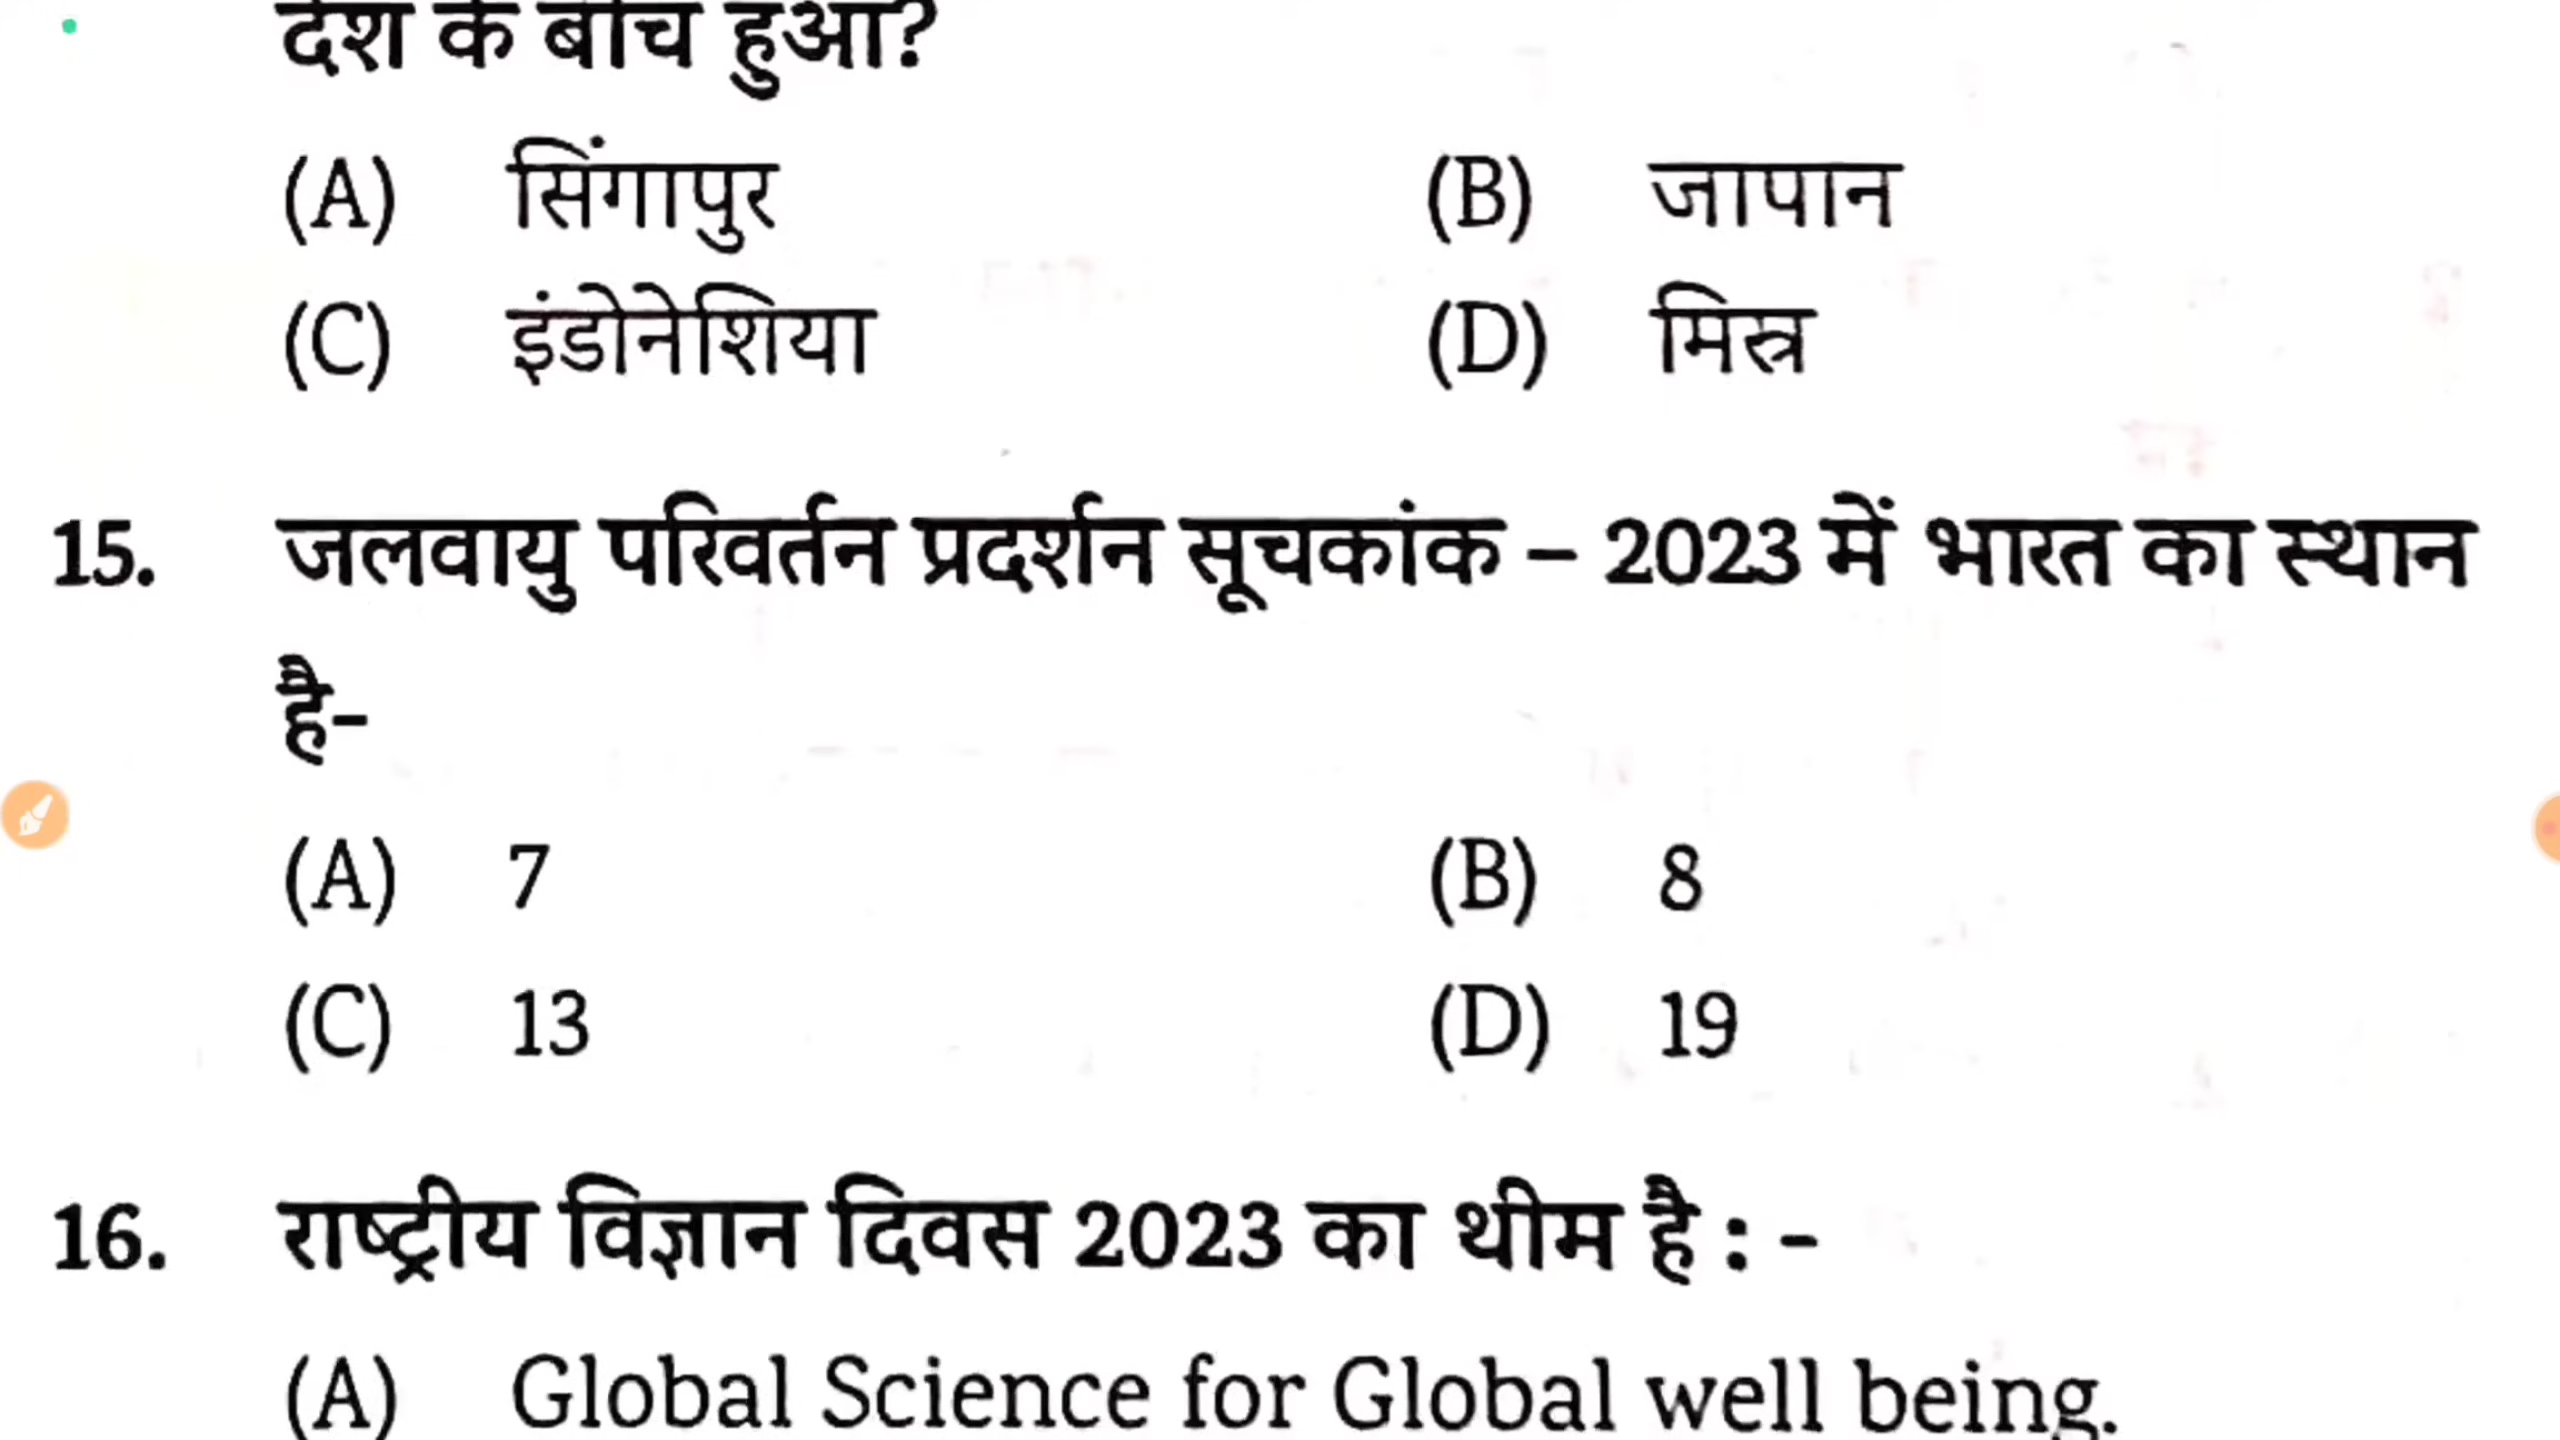 देश के बीच हुआ?
(A) सिंगापुर (B) जापान
(C) इंडोनेशिया (D) मिस्र
15. जलवायु परिवर्तन प्रदर्शन सूचकांक – 2023 में भारत का स्थान
है-
(A) 7 (B) 8
(C) 13 (D) 19
16. राष्ट्रीय विज्ञान दिवस 2023 का थीम है : -
(A) Global Science for Global well being.